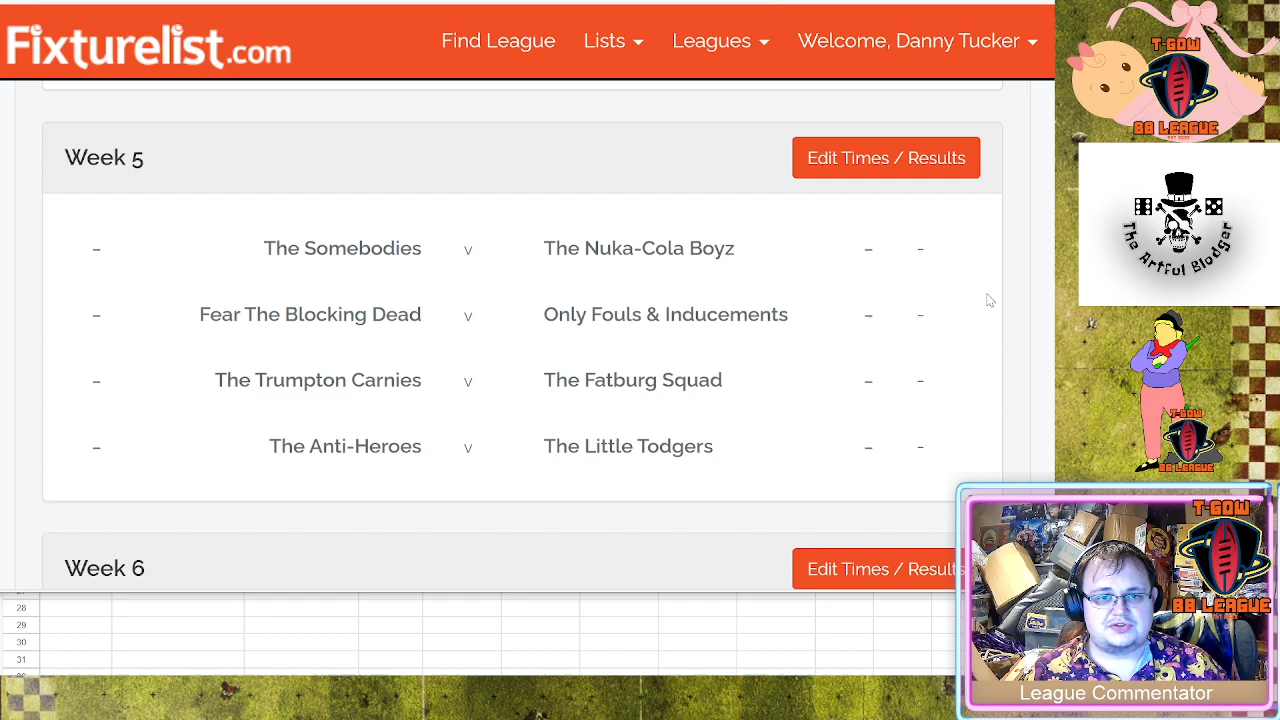 Fixturelist.com
Find League Lists Leagues Welcome, Danny Tucker
T-GOW
BB LEAGUE
Week 5
Edit Times / Results
The Artful Blodger
– The Somebodies v The Nuka-Cola Boyz – -
– Fear The Blocking Dead v Only Fouls & Inducements – -
– The Trumpton Carnies v The Fatburg Squad – -
– The Anti-Heroes v The Little Todgers – -
T-GOW
BB LEAGUE
Week 6
Edit Times / Results
T-GOW
BB LEAGUE
28
29
30
31
League Commentator